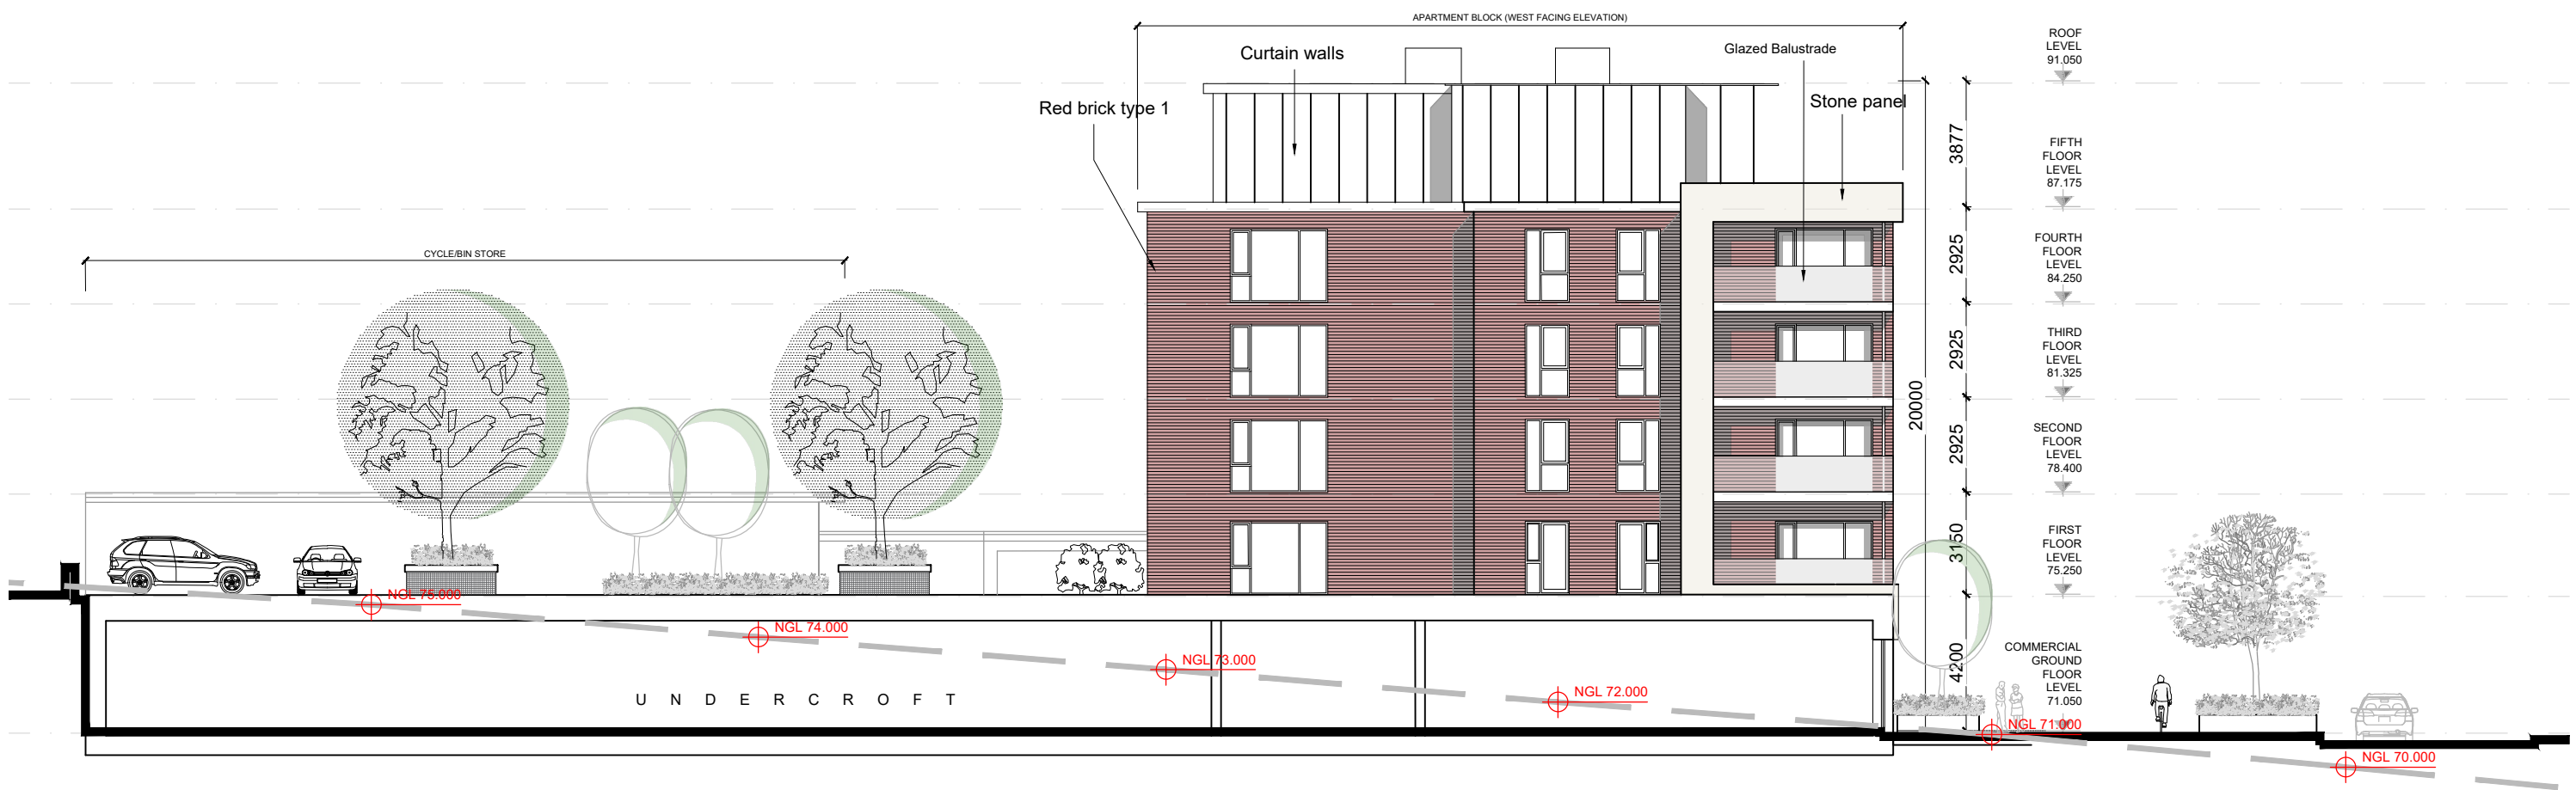 APARTMENT BLOCK (WEST FACING ELEVATION)
Curtain walls
Glazed Balustrade
Red brick type 1
Stone panel
CYCLE/BIN STORE
ROOF
LEVEL
91.050
3877
FIFTH
FLOOR
LEVEL
87.175
2925
FOURTH
FLOOR
LEVEL
84.250
2925
THIRD
FLOOR
LEVEL
81.325
20000
2925
SECOND
FLOOR
LEVEL
78.400
3150
FIRST
FLOOR
LEVEL
75.250
4200
COMMERCIAL
GROUND
FLOOR
LEVEL
71.050
NGL 75.000
NGL 74.000
NGL 73.000
NGL 72.000
NGL 71.000
NGL 70.000
U N D E R C R O F T